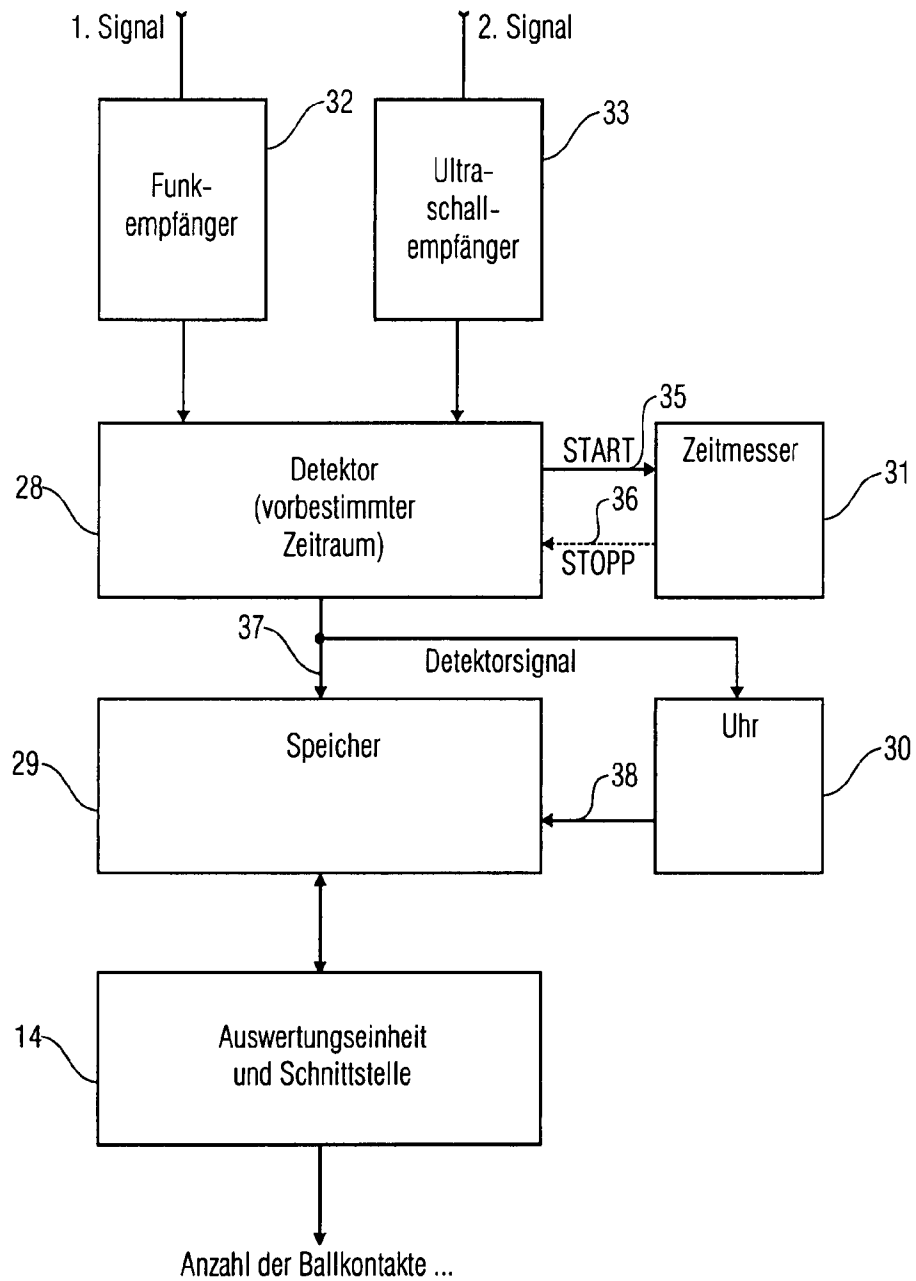 1. Signal
2. Signal
32
33
Funk-
empfänger
Ultra-
schall-
empfänger
35
START
Zeitmesser
28
Detektor
(vorbestimmter
Zeitraum)
36
STOPP
31
37
Detektorsignal
29
Speicher
Uhr
38
30
14
Auswertungseinheit
und Schnittstelle
Anzahl der Ballkontakte ...